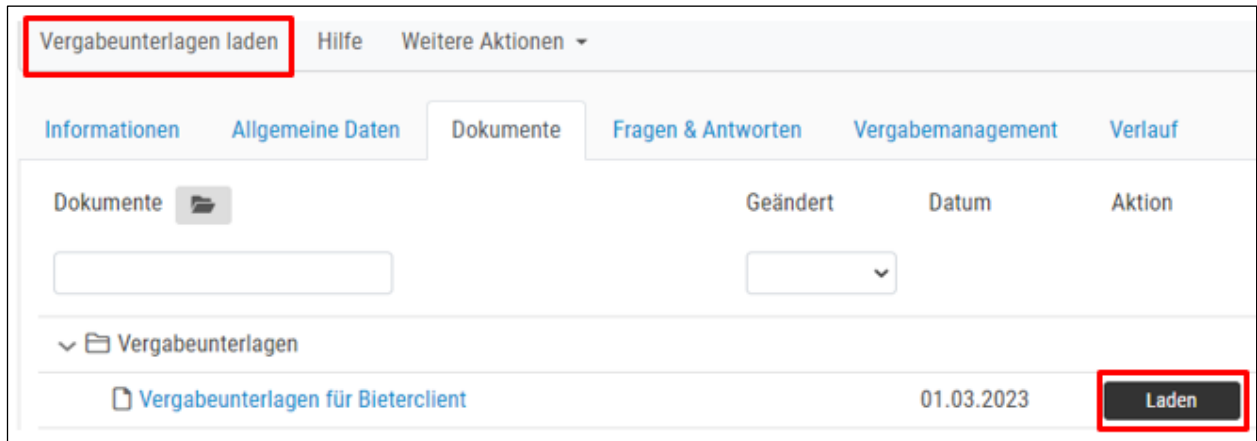 Vergabeunterlagen laden Hilfe Weitere Aktionen
Informationen Allgemeine Daten Dokumente Fragen & Antworten Vergabemanagement Verlauf
Dokumente Geändert Datum Aktion
Vergabeunterlagen
Vergabeunterlagen für Bieterclient 01.03.2023 Laden